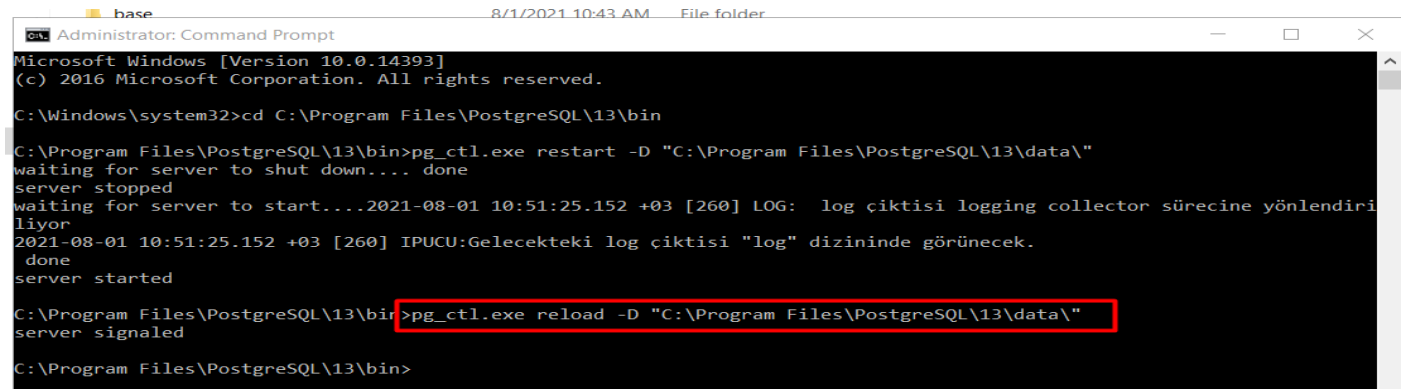 base 8/1/2021 10:43 AM File folder
Administrator: Command Prompt
Microsoft Windows [Version 10.0.14393]
(c) 2016 Microsoft Corporation. All rights reserved.
C:\Windows\system32>cd C:\Program Files\PostgreSQL\13\bin
C:\Program Files\PostgreSQL\13\bin>pg_ctl.exe restart -D "C:\Program Files\PostgreSQL\13\data\"
waiting for server to shut down.... done
server stopped
waiting for server to start....2021-08-01 10:51:25.152 +03 [260] LOG:  log çiktisi logging collector sürecine yönlendiri
liyor
2021-08-01 10:51:25.152 +03 [260] IPUCU:Gelecekteki log çiktisi "log" dizininde görünecek.
done
server started
C:\Program Files\PostgreSQL\13\bin>pg_ctl.exe reload -D "C:\Program Files\PostgreSQL\13\data\"
server signaled
C:\Program Files\PostgreSQL\13\bin>